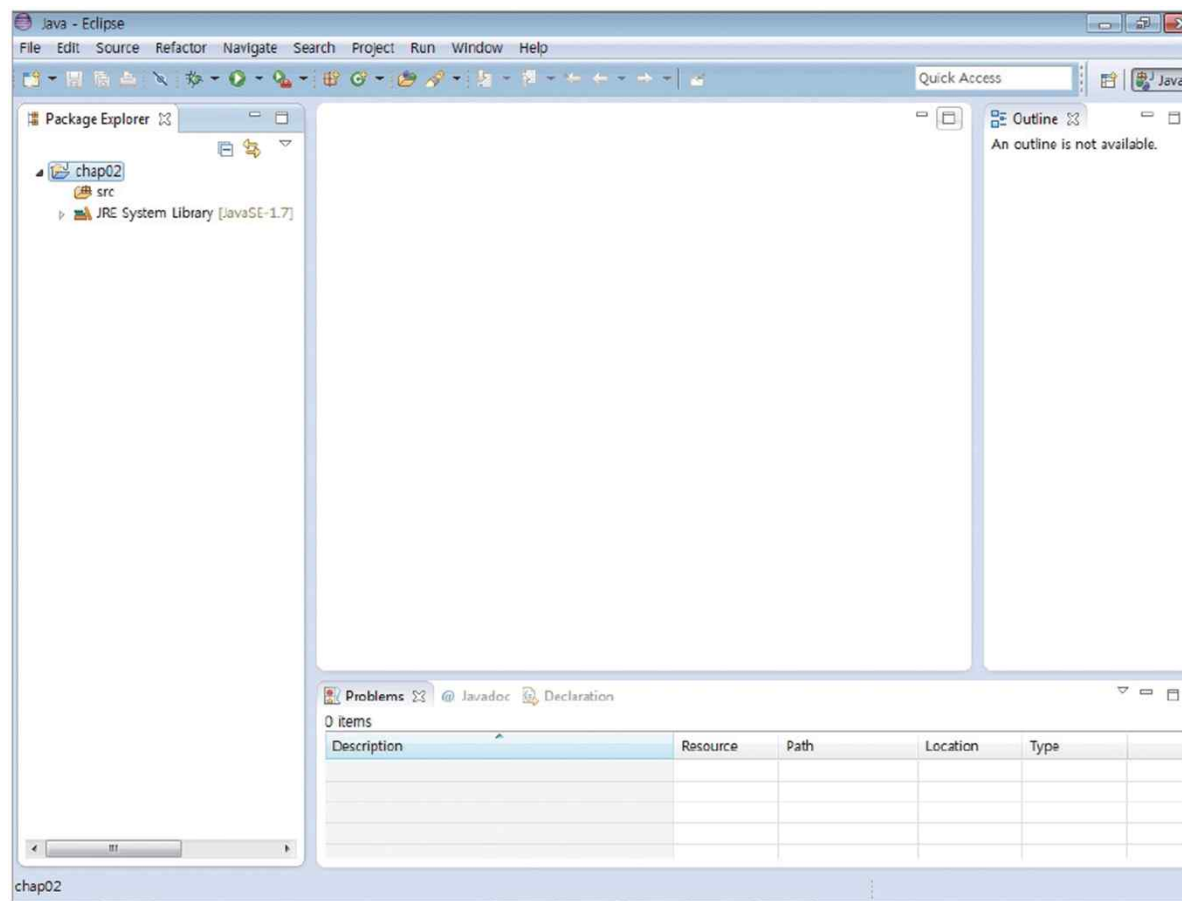 Java - Eclipse
File Edit Source Refactor Navigate Search Project Run Window Help
Quick Access
Java
Package Explorer
Outline
An outline is not available.
chap02
src
JRE System Library [JavaSE-1.7]
Problems @ Javadoc Declaration
0 items
Description Resource Path Location Type
chap02